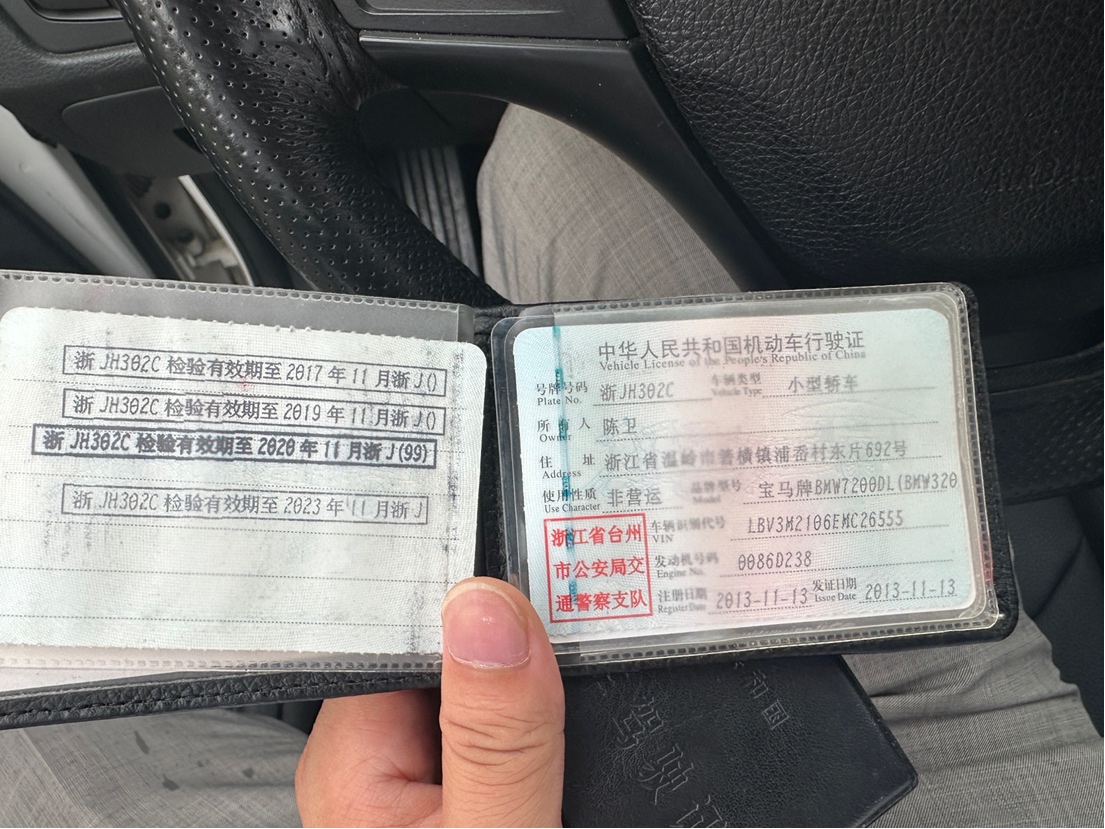 浙 JH302C 检验有效期至 2017 年 11 月浙 J()
浙 JH302C 检验有效期至 2019 年 11 月浙 J()
浙 JH302C 检验有效期至 2020 年 11 月浙 J(99)
浙 JH302C 检验有效期至 2023 年 11 月浙 J
中华人民共和国机动车行驶证
Vehicle License of the People's Republic of China
号牌号码 浙JH302C 车辆类型 小型轿车
Plate No. Vehicle Type
所有人 陈卫
Owner
住址 浙江省温岭市箬横镇浦岙村东片692号
Address
使用性质 非营运 品牌型号 宝马牌BMW7200DL(BMW320
Use Character Model
浙江省台州
市公安局交
通警察支队
车辆识别代号 LBV3M2106EMC26555
VIN
发动机号码 0086D238
Engine No.
注册日期 2013-11-13 发证日期 2013-11-13
Register Date Issue Date
和国
驾驶证